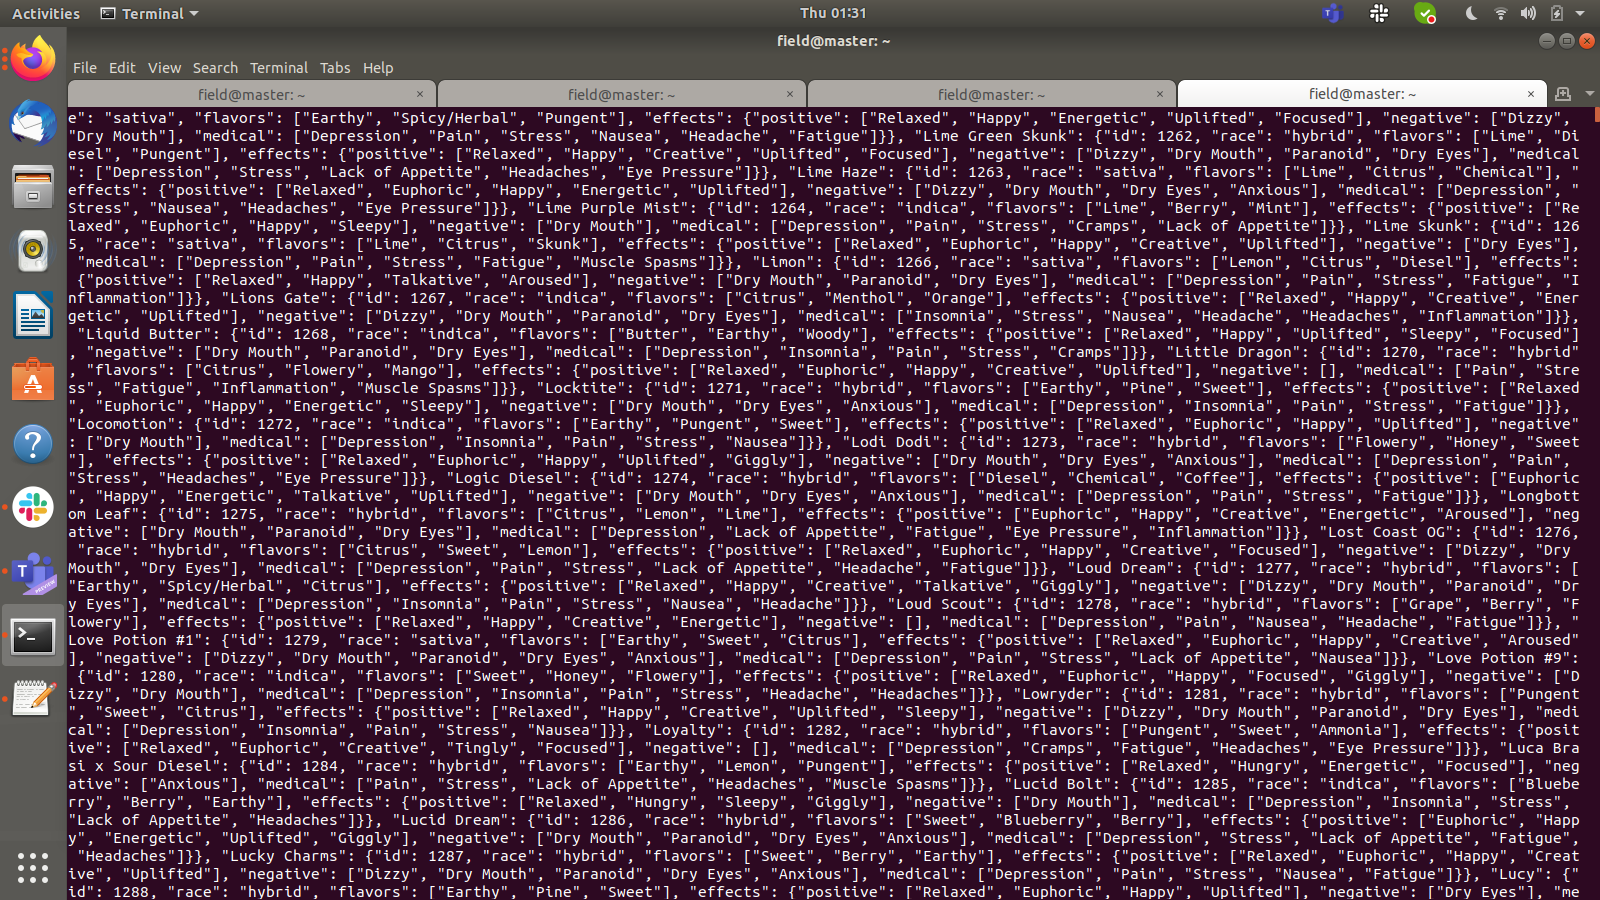 Activities Terminal Thu 01:31
field@master: ~
File Edit View Search Terminal Tabs Help
field@master: ~ × field@master: ~ × field@master: ~ × field@master: ~ ×
e": "sativa", "flavors": ["Earthy", "Spicy/Herbal", "Pungent"], "effects": {"positive": ["Relaxed", "Happy", "Energetic", "Uplifted", "Focused"], "negative": ["Dizzy",
"Dry Mouth"], "medical": ["Depression", "Pain", "Stress", "Nausea", "Headache", "Fatigue"]}}, "Lime Green Skunk": {"id": 1262, "race": "hybrid", "flavors": ["Lime", "Di
esel", "Pungent"], "effects": {"positive": ["Relaxed", "Happy", "Creative", "Uplifted", "Focused"], "negative": ["Dizzy", "Dry Mouth", "Paranoid", "Dry Eyes"], "medical
": ["Depression", "Stress", "Lack of Appetite", "Headaches", "Eye Pressure"]}}, "Lime Haze": {"id": 1263, "race": "sativa", "flavors": ["Lime", "Citrus", "Chemical"], "
effects": {"positive": ["Relaxed", "Euphoric", "Happy", "Energetic", "Uplifted"], "negative": ["Dizzy", "Dry Mouth", "Dry Eyes", "Anxious"], "medical": ["Depression", "
Stress", "Nausea", "Headaches", "Eye Pressure"]}}, "Lime Purple Mist": {"id": 1264, "race": "indica", "flavors": ["Lime", "Berry", "Mint"], "effects": {"positive": ["Re
laxed", "Euphoric", "Happy", "Sleepy"], "negative": ["Dry Mouth"], "medical": ["Depression", "Pain", "Stress", "Cramps", "Lack of Appetite"]}}, "Lime Skunk": {"id": 126
5, "race": "sativa", "flavors": ["Lime", "Citrus", "Skunk"], "effects": {"positive": ["Relaxed", "Euphoric", "Happy", "Creative", "Uplifted"], "negative": ["Dry Eyes"],
"medical": ["Depression", "Pain", "Stress", "Fatigue", "Muscle Spasms"]}}, "Limon": {"id": 1266, "race": "sativa", "flavors": ["Lemon", "Citrus", "Diesel"], "effects":
{"positive": ["Relaxed", "Happy", "Talkative", "Aroused"], "negative": ["Dry Mouth", "Paranoid", "Dry Eyes"], "medical": ["Depression", "Pain", "Stress", "Fatigue", "I
nflammation"]}}, "Lions Gate": {"id": 1267, "race": "indica", "flavors": ["Citrus", "Menthol", "Orange"], "effects": {"positive": ["Relaxed", "Happy", "Creative", "Ener
getic", "Uplifted"], "negative": ["Dizzy", "Dry Mouth", "Paranoid", "Dry Eyes"], "medical": ["Insomnia", "Stress", "Nausea", "Headache", "Headaches", "Inflammation"]}},
"Liquid Butter": {"id": 1268, "race": "indica", "flavors": ["Butter", "Earthy", "Woody"], "effects": {"positive": ["Relaxed", "Happy", "Uplifted", "Sleepy", "Focused"]
, "negative": ["Dry Mouth", "Paranoid", "Dry Eyes"], "medical": ["Depression", "Insomnia", "Pain", "Stress", "Cramps"]}}, "Little Dragon": {"id": 1270, "race": "hybrid"
, "flavors": ["Citrus", "Flowery", "Mango"], "effects": {"positive": ["Relaxed", "Euphoric", "Happy", "Creative", "Uplifted"], "negative": [], "medical": ["Pain", "Stre
ss", "Fatigue", "Inflammation", "Muscle Spasms"]}}, "Locktite": {"id": 1271, "race": "hybrid", "flavors": ["Earthy", "Pine", "Sweet"], "effects": {"positive": ["Relaxed
", "Euphoric", "Happy", "Energetic", "Sleepy"], "negative": ["Dry Mouth", "Dry Eyes", "Anxious"], "medical": ["Depression", "Insomnia", "Pain", "Stress", "Fatigue"]}},
"Locomotion": {"id": 1272, "race": "indica", "flavors": ["Earthy", "Pungent", "Sweet"], "effects": {"positive": ["Relaxed", "Euphoric", "Happy", "Uplifted"], "negative"
: ["Dry Mouth"], "medical": ["Depression", "Insomnia", "Pain", "Stress", "Nausea"]}}, "Lodi Dodi": {"id": 1273, "race": "hybrid", "flavors": ["Flowery", "Honey", "Sweet
"], "effects": {"positive": ["Relaxed", "Euphoric", "Happy", "Uplifted", "Giggly"], "negative": ["Dry Mouth", "Dry Eyes", "Anxious"], "medical": ["Depression", "Pain",
"Stress", "Headaches", "Eye Pressure"]}}, "Logic Diesel": {"id": 1274, "race": "hybrid", "flavors": ["Diesel", "Chemical", "Coffee"], "effects": {"positive": ["Euphoric
", "Happy", "Energetic", "Talkative", "Uplifted"], "negative": ["Dry Mouth", "Dry Eyes", "Anxious"], "medical": ["Depression", "Pain", "Stress", "Fatigue"]}}, "Longbott
om Leaf": {"id": 1275, "race": "hybrid", "flavors": ["Citrus", "Lemon", "Lime"], "effects": {"positive": ["Euphoric", "Happy", "Creative", "Energetic", "Aroused"], "neg
ative": ["Dry Mouth", "Paranoid", "Dry Eyes"], "medical": ["Depression", "Lack of Appetite", "Fatigue", "Eye Pressure", "Inflammation"]}}, "Lost Coast OG": {"id": 1276,
"race": "hybrid", "flavors": ["Citrus", "Sweet", "Lemon"], "effects": {"positive": ["Relaxed", "Euphoric", "Happy", "Creative", "Focused"], "negative": ["Dizzy", "Dry
Mouth", "Dry Eyes"], "medical": ["Depression", "Pain", "Stress", "Lack of Appetite", "Headache", "Fatigue"]}}, "Loud Dream": {"id": 1277, "race": "hybrid", "flavors": [
"Earthy", "Spicy/Herbal", "Citrus"], "effects": {"positive": ["Relaxed", "Happy", "Creative", "Talkative", "Giggly"], "negative": ["Dizzy", "Dry Mouth", "Paranoid", "Dr
y Eyes"], "medical": ["Depression", "Insomnia", "Pain", "Stress", "Nausea", "Headache"]}}, "Loud Scout": {"id": 1278, "race": "hybrid", "flavors": ["Grape", "Berry", "F
lowery"], "effects": {"positive": ["Relaxed", "Happy", "Creative", "Energetic"], "negative": [], "medical": ["Depression", "Pain", "Nausea", "Headache", "Fatigue"]}}, "
Love Potion #1": {"id": 1279, "race": "sativa", "flavors": ["Earthy", "Sweet", "Citrus"], "effects": {"positive": ["Relaxed", "Euphoric", "Happy", "Creative", "Aroused"
], "negative": ["Dizzy", "Dry Mouth", "Paranoid", "Dry Eyes", "Anxious"], "medical": ["Depression", "Pain", "Stress", "Lack of Appetite", "Nausea"]}}, "Love Potion #9":
{"id": 1280, "race": "indica", "flavors": ["Sweet", "Honey", "Flowery"], "effects": {"positive": ["Relaxed", "Euphoric", "Happy", "Focused", "Giggly"], "negative": ["D
izzy", "Dry Mouth"], "medical": ["Depression", "Insomnia", "Pain", "Stress", "Headache", "Headaches"]}}, "Lowryder": {"id": 1281, "race": "hybrid", "flavors": ["Pungent
", "Sweet", "Citrus"], "effects": {"positive": ["Relaxed", "Happy", "Creative", "Uplifted", "Sleepy"], "negative": ["Dizzy", "Dry Mouth", "Paranoid", "Dry Eyes"], "medi
cal": ["Depression", "Insomnia", "Pain", "Stress", "Nausea"]}}, "Loyalty": {"id": 1282, "race": "hybrid", "flavors": ["Pungent", "Sweet", "Ammonia"], "effects": {"posit
ive": ["Relaxed", "Euphoric", "Creative", "Tingly", "Focused"], "negative": [], "medical": ["Depression", "Cramps", "Fatigue", "Headaches", "Eye Pressure"]}}, "Luca Bra
si x Sour Diesel": {"id": 1284, "race": "hybrid", "flavors": ["Earthy", "Lemon", "Pungent"], "effects": {"positive": ["Relaxed", "Hungry", "Energetic", "Focused"], "neg
ative": ["Anxious"], "medical": ["Pain", "Stress", "Lack of Appetite", "Headaches", "Muscle Spasms"]}}, "Lucid Bolt": {"id": 1285, "race": "indica", "flavors": ["Bluebe
rry", "Berry", "Earthy"], "effects": {"positive": ["Relaxed", "Hungry", "Sleepy", "Giggly"], "negative": ["Dry Mouth"], "medical": ["Depression", "Insomnia", "Stress",
"Lack of Appetite", "Headaches"]}}, "Lucid Dream": {"id": 1286, "race": "hybrid", "flavors": ["Sweet", "Blueberry", "Berry"], "effects": {"positive": ["Euphoric", "Happ
y", "Energetic", "Uplifted", "Giggly"], "negative": ["Dry Mouth", "Paranoid", "Dry Eyes", "Anxious"], "medical": ["Depression", "Stress", "Lack of Appetite", "Fatigue",
"Headaches"]}}, "Lucky Charms": {"id": 1287, "race": "hybrid", "flavors": ["Sweet", "Berry", "Earthy"], "effects": {"positive": ["Relaxed", "Euphoric", "Happy", "Creat
ive", "Uplifted"], "negative": ["Dizzy", "Dry Mouth", "Paranoid", "Dry Eyes", "Anxious"], "medical": ["Depression", "Pain", "Stress", "Nausea", "Fatigue"]}}, "Lucy": {"
id": 1288, "race": "hybrid", "flavors": ["Earthy", "Pine", "Sweet"], "effects": {"positive": ["Relaxed", "Euphoric", "Happy", "Uplifted"], "negative": ["Dry Eyes"], "me